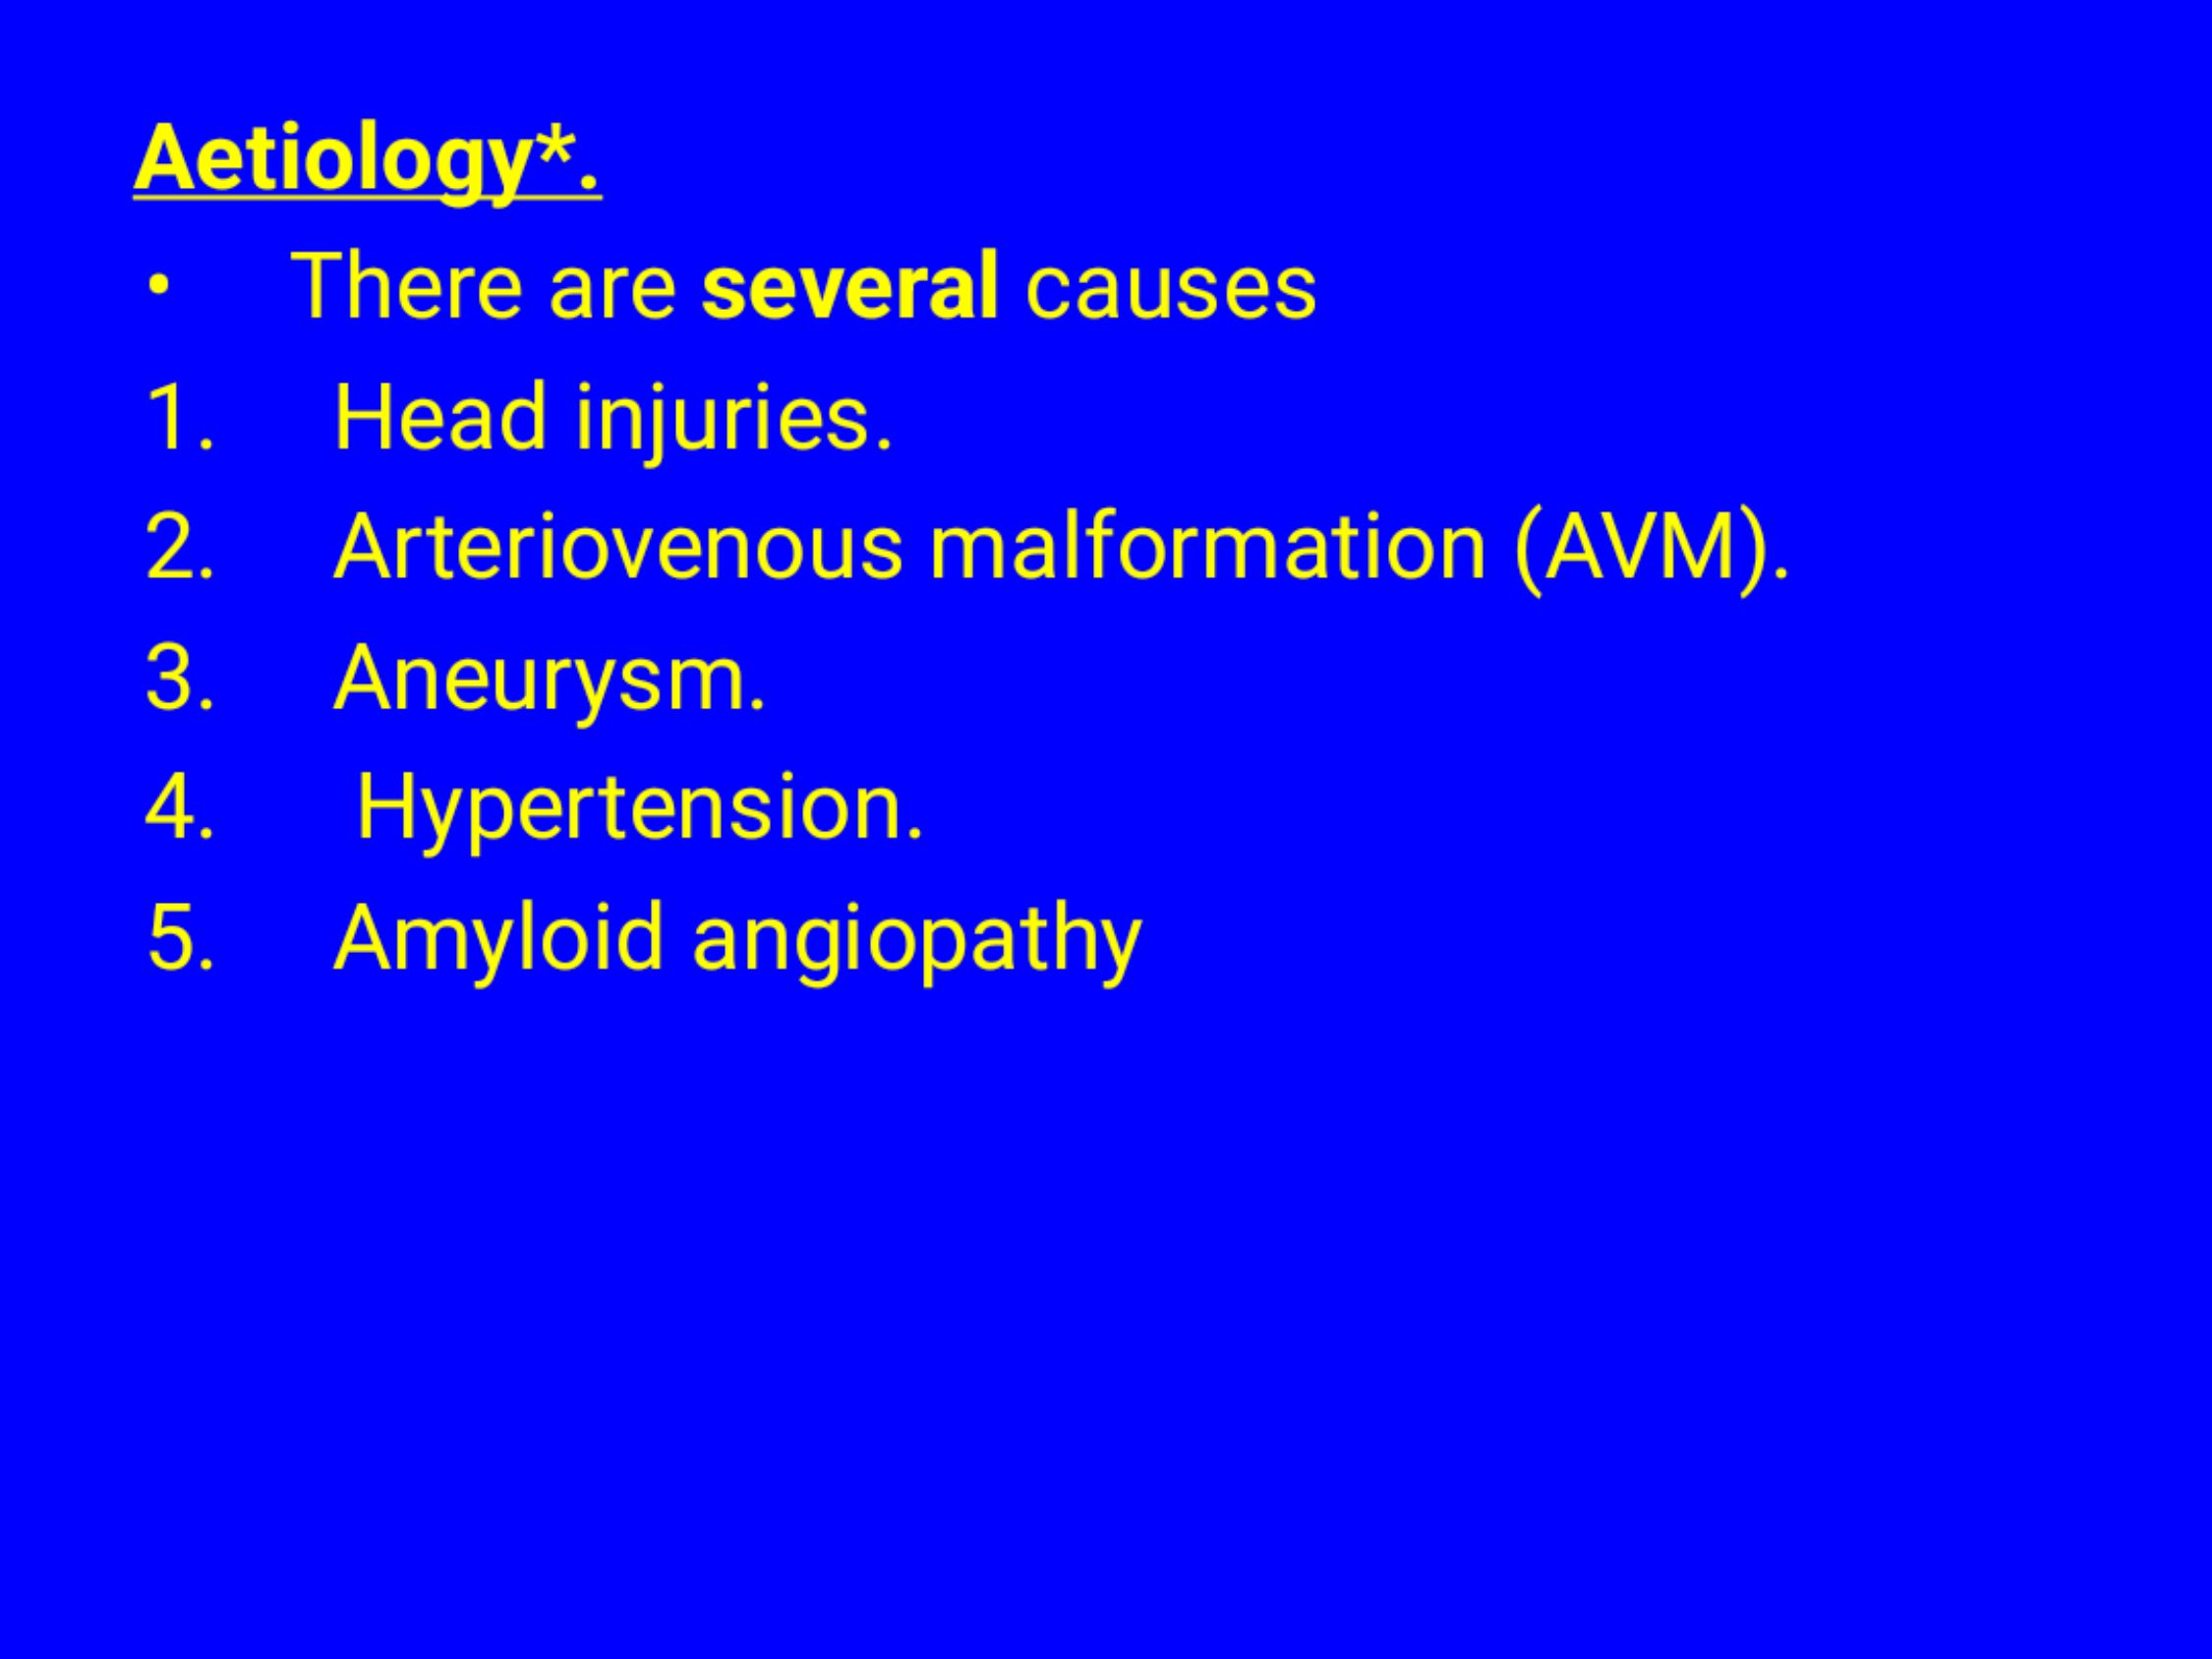 Aetiology*.
• There are several causes
1. Head injuries.
2. Arteriovenous malformation (AVM).
3. Aneurysm.
4. Hypertension.
5. Amyloid angiopathy